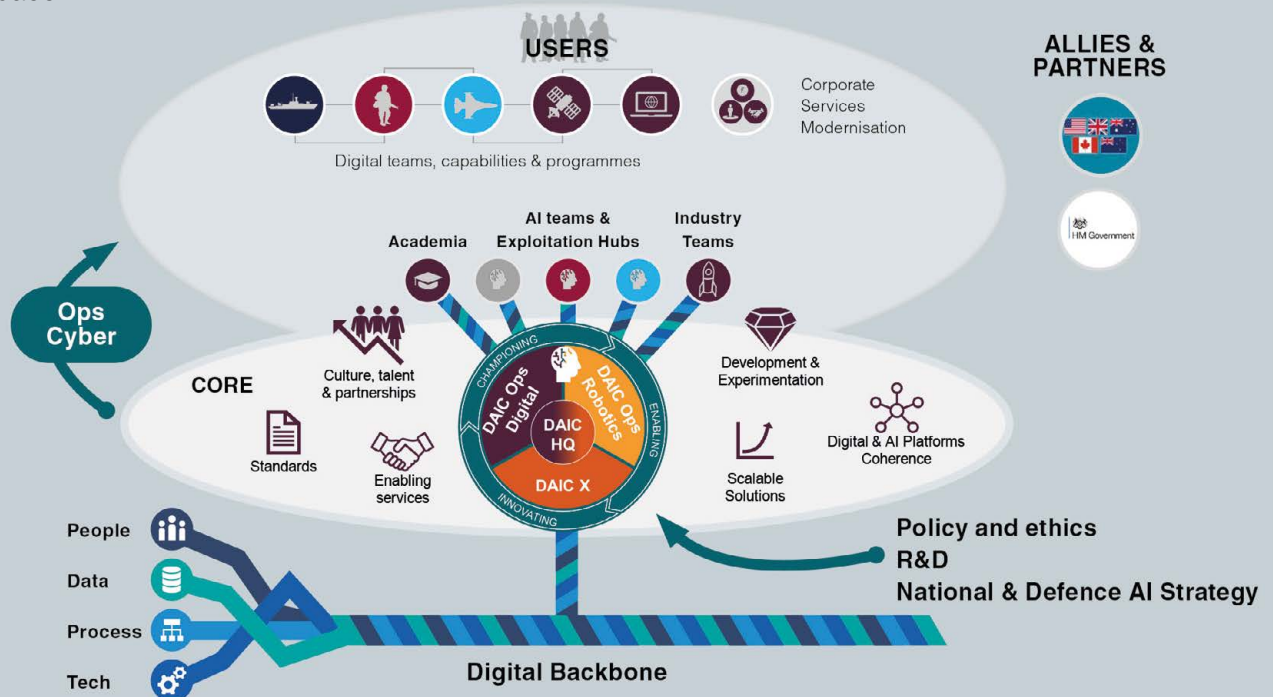 USERS
ALLIES &
PARTNERS
Corporate
Services
Modernisation
Digital teams, capabilities & programmes
HM Government
Academia
AI teams &
Exploitation Hubs
Industry
Teams
Ops
Cyber
CORE
Culture, talent
& partnerships
Standards
Enabling
services
CHAMPIONING
ENABLING
INNOVATING
DAIC Ops
Digital
DAIC Ops
Robotics
DAIC
HQ
DAIC X
Development &
Experimentation
Scalable
Solutions
Digital & AI Platforms
Coherence
People
Data
Process
Tech
Policy and ethics
R&D
National & Defence AI Strategy
Digital Backbone